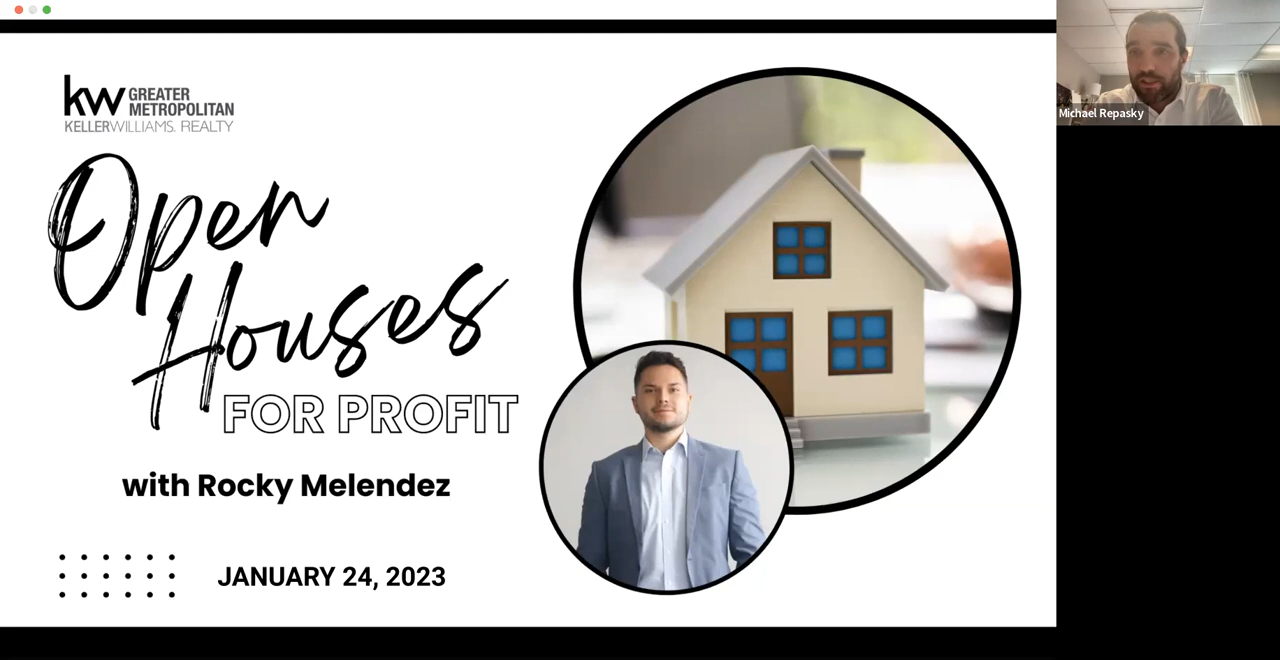 kw GREATER
METROPOLITAN
KELLERWILLIAMS. REALTY
Open
Houses
FOR PROFIT
with Rocky Melendez
JANUARY 24, 2023
Michael Repasky